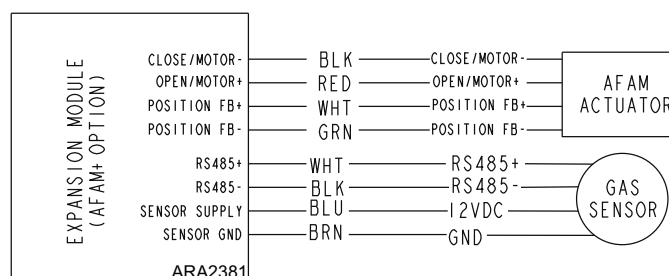 EXPANSION MODULE
(AFAM+ OPTION)
CLOSE/MOTOR- BLK CLOSE/MOTOR-
OPEN/MOTOR+ RED OPEN/MOTOR+
POSITION FB+ WHT POSITION FB+
POSITION FB- GRN POSITION FB-
AFAM
ACTUATOR
RS485+ WHT RS485+
RS485- BLK RS485-
SENSOR SUPPLY BLU 12VDC
SENSOR GND BRN GND
GAS
SENSOR
ARA2381